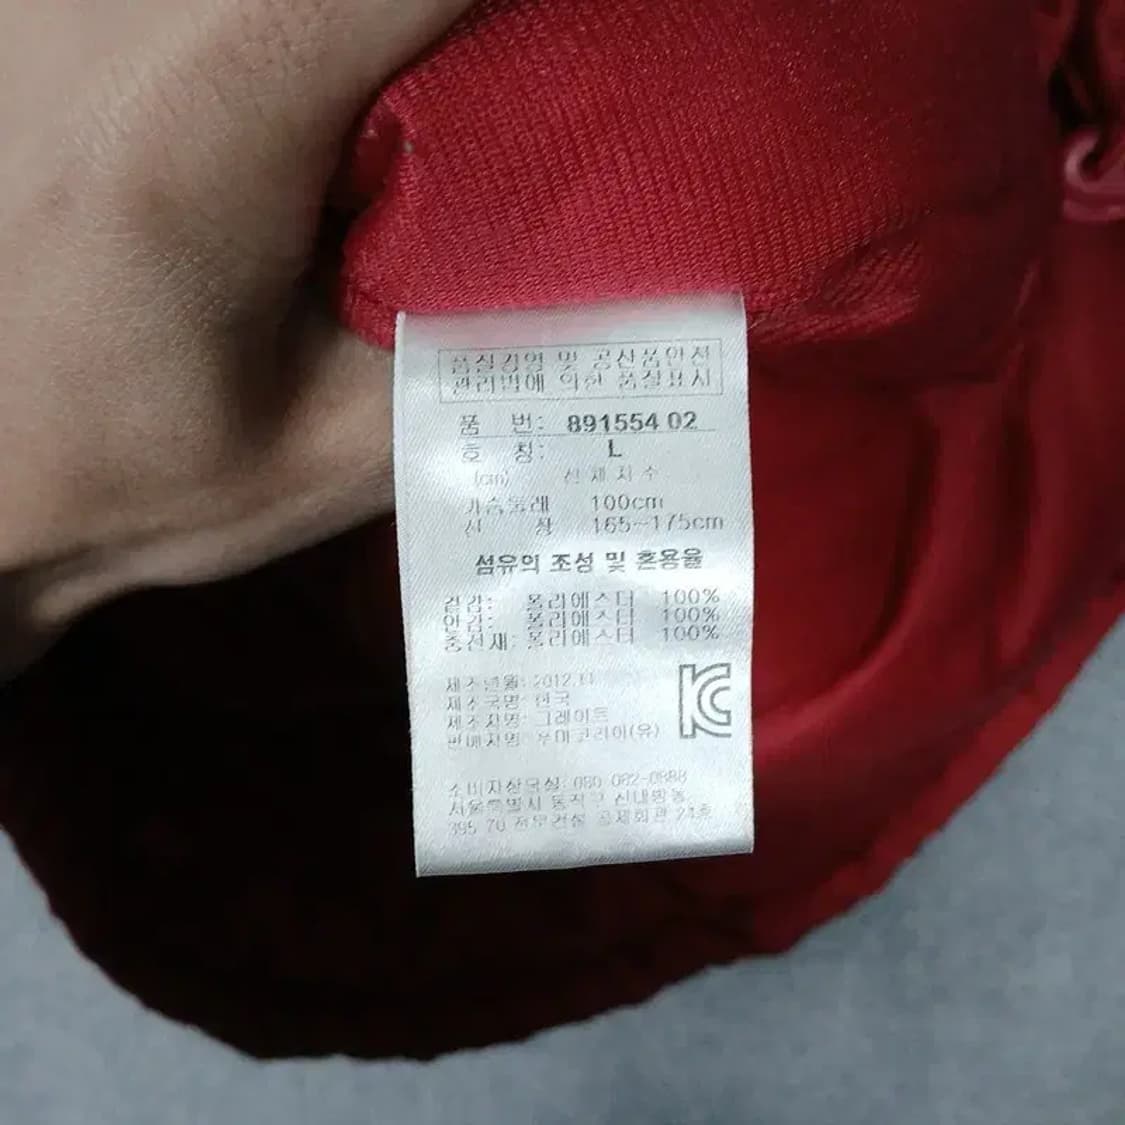 품질경영 및 공산품안전
관리법에 의한 품질표시
품 번: 891554 02
호 칭: L
(cm) 신체치수
가슴둘레 100cm
신 장 165~175cm
섬유의 조성 및 혼용율
겉감: 폴리에스터 100%
안감: 폴리에스터 100%
충전재: 폴리에스터 100%
제조년월: 2012.11
제조국명: 한국
제조자명: 그레이트
판매자명: 푸마코리아(유)
소비자상담실: 080-082-0888
서울특별시 동작구 신대방동
395-70 전문건설 공제회관 24층